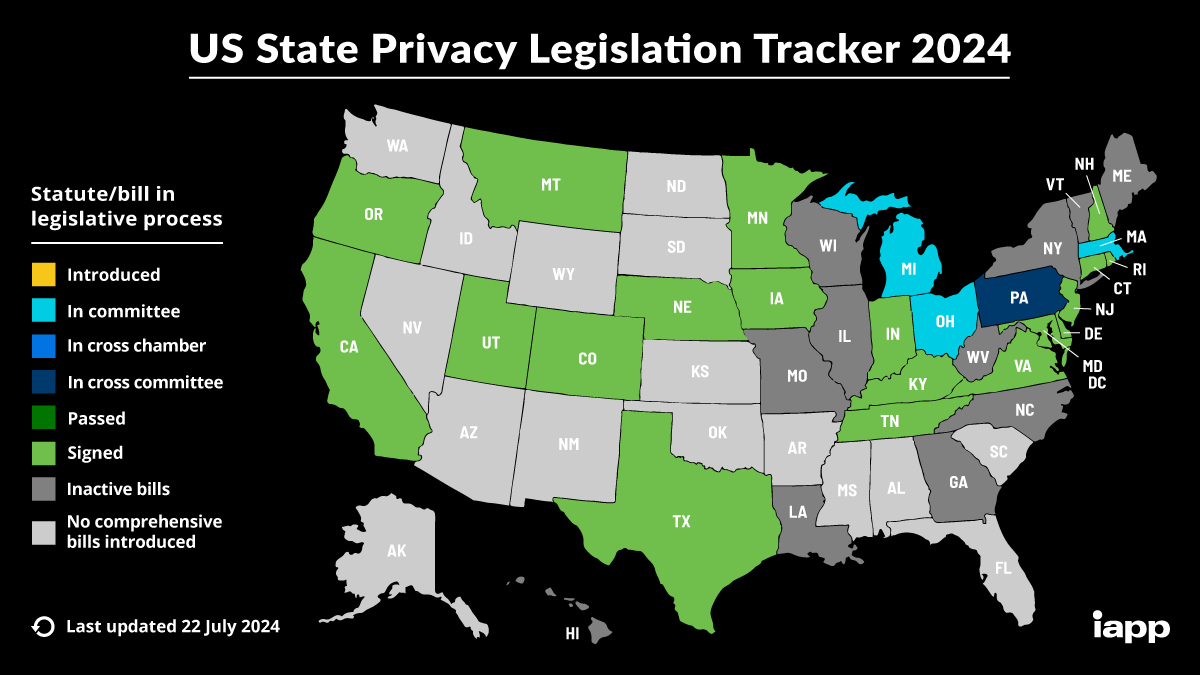 US State Privacy Legislation Tracker 2024
Statute/bill in
legislative process
Introduced
In committee
In cross chamber
In cross committee
Passed
Signed
Inactive bills
No comprehensive
bills introduced
Last updated 22 July 2024
WA
OR
CA
NV
ID
MT
WY
UT
CO
AZ
NM
ND
SD
NE
KS
OK
TX
MN
IA
MO
AR
LA
WI
IL
MI
IN
OH
KY
TN
MS
AL
GA
FL
SC
NC
VA
WV
PA
NY
VT
NH
ME
MA
RI
CT
NJ
DE
MD
DC
AK
HI
iapp